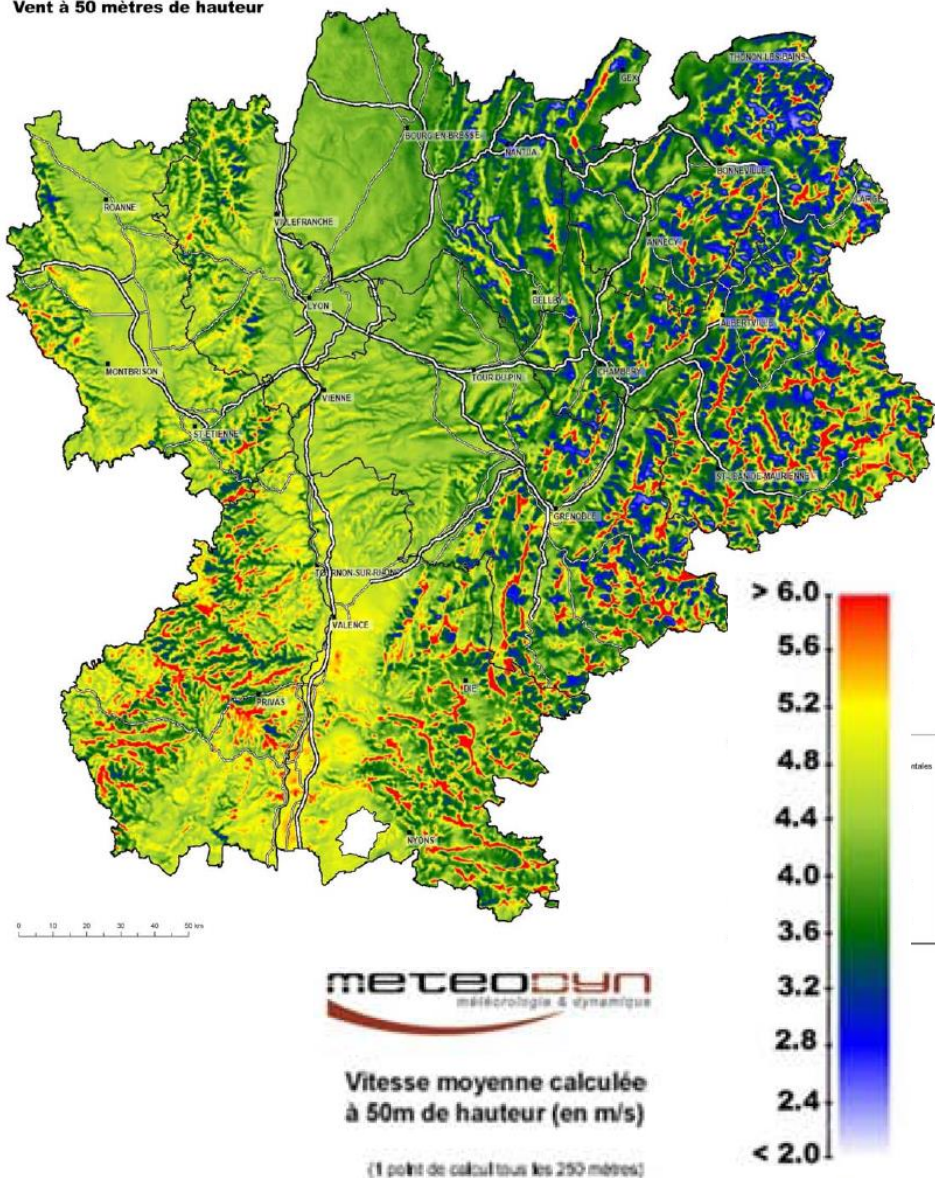 Vent à 50 mètres de hauteur
THONON-LES-BAINS
GEX
BOURG-EN-BRESSE
NANTUA
BONNEVILLE
ROANNE
VILLEFRANCHE
ANNECY
LYON
BELLEY
ALBERTVILLE
MONTBRISON
TOUR-DU-PIN
CHAMBERY
VIENNE
ST-ETIENNE
ST-JEAN-DE-MAURIENNE
GRENOBLE
TOURNON-SUR-RHONE
VALENCE
DIE
PRIVAS
NYONS
> 6.0
5.6
5.2
4.8
4.4
4.0
3.6
3.2
2.8
2.4
< 2.0
ntales
0 10 20 30 40 50 km
meteodyn
météorologie & dynamique
Vitesse moyenne calculée
à 50m de hauteur (en m/s)
(1 point de calcul tous les 250 mètres)